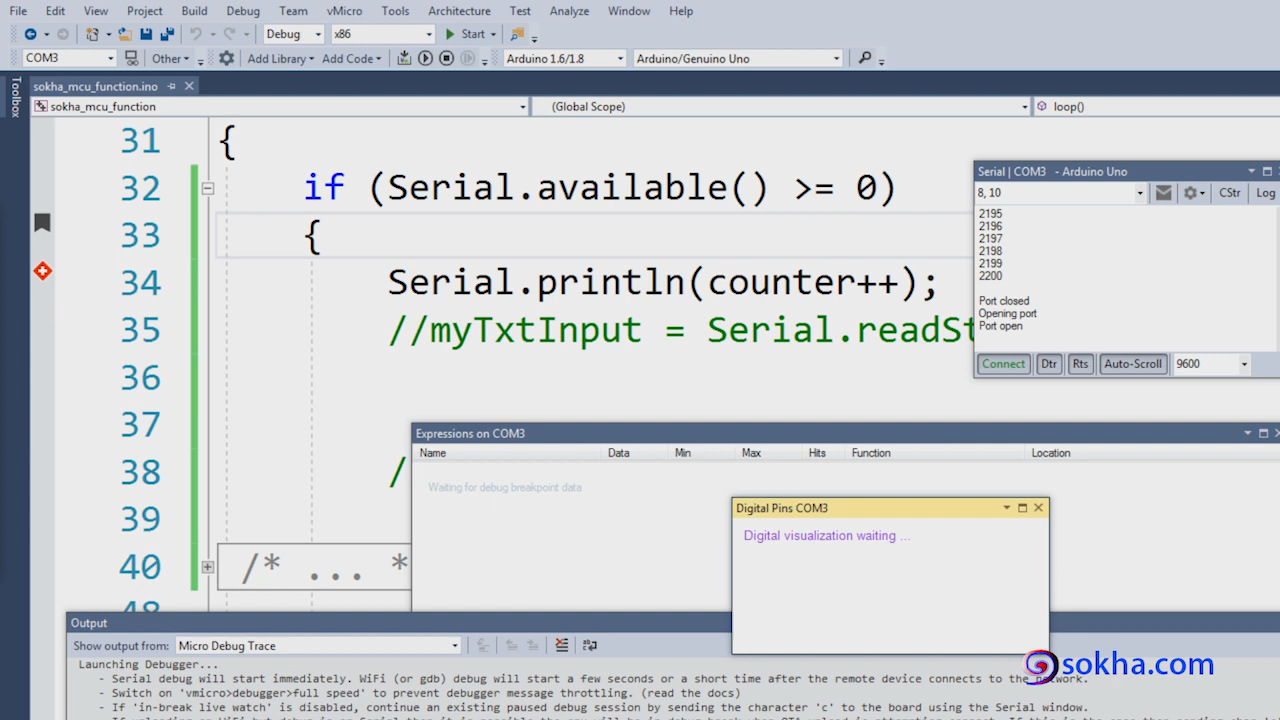 File Edit View Project Build Debug Team vMicro Tools Architecture Test Analyze Window Help
Debug x86 Start
COM3 Other Add Library Add Code Arduino 1.6/1.8 Arduino/Genuino Uno
Toolbox
sokha_mcu_function.ino
sokha_mcu_function (Global Scope) loop()
31 {
32 if (Serial.available() >= 0)
33 {
34 Serial.println(counter++);
35 //myTxtInput = Serial.readSt
36
37
38 /
39
40 /* ... *
48
Serial | COM3 - Arduino Uno
8, 10 CStr Log
2195
2196
2197
2198
2199
2200
Port closed
Opening port
Port open
Connect Dtr Rts Auto-Scroll 9600
Expressions on COM3
Name Data Min Max Hits Function Location
Waiting for debug breakpoint data
Digital Pins COM3
Digital visualization waiting ...
Output
Show output from: Micro Debug Trace
Launching Debugger...
- Serial debug will start immediately. WiFi (or gdb) debug will start a few seconds or a short time after the remote device connects to the network.
- Switch on 'vmicro>debugger>full speed' to prevent debugger message throttling. (read the docs)
- If 'in-break live watch' is disabled, continue an existing paused debug session by sending the character 'c' to the board using the Serial window.
sokha.com